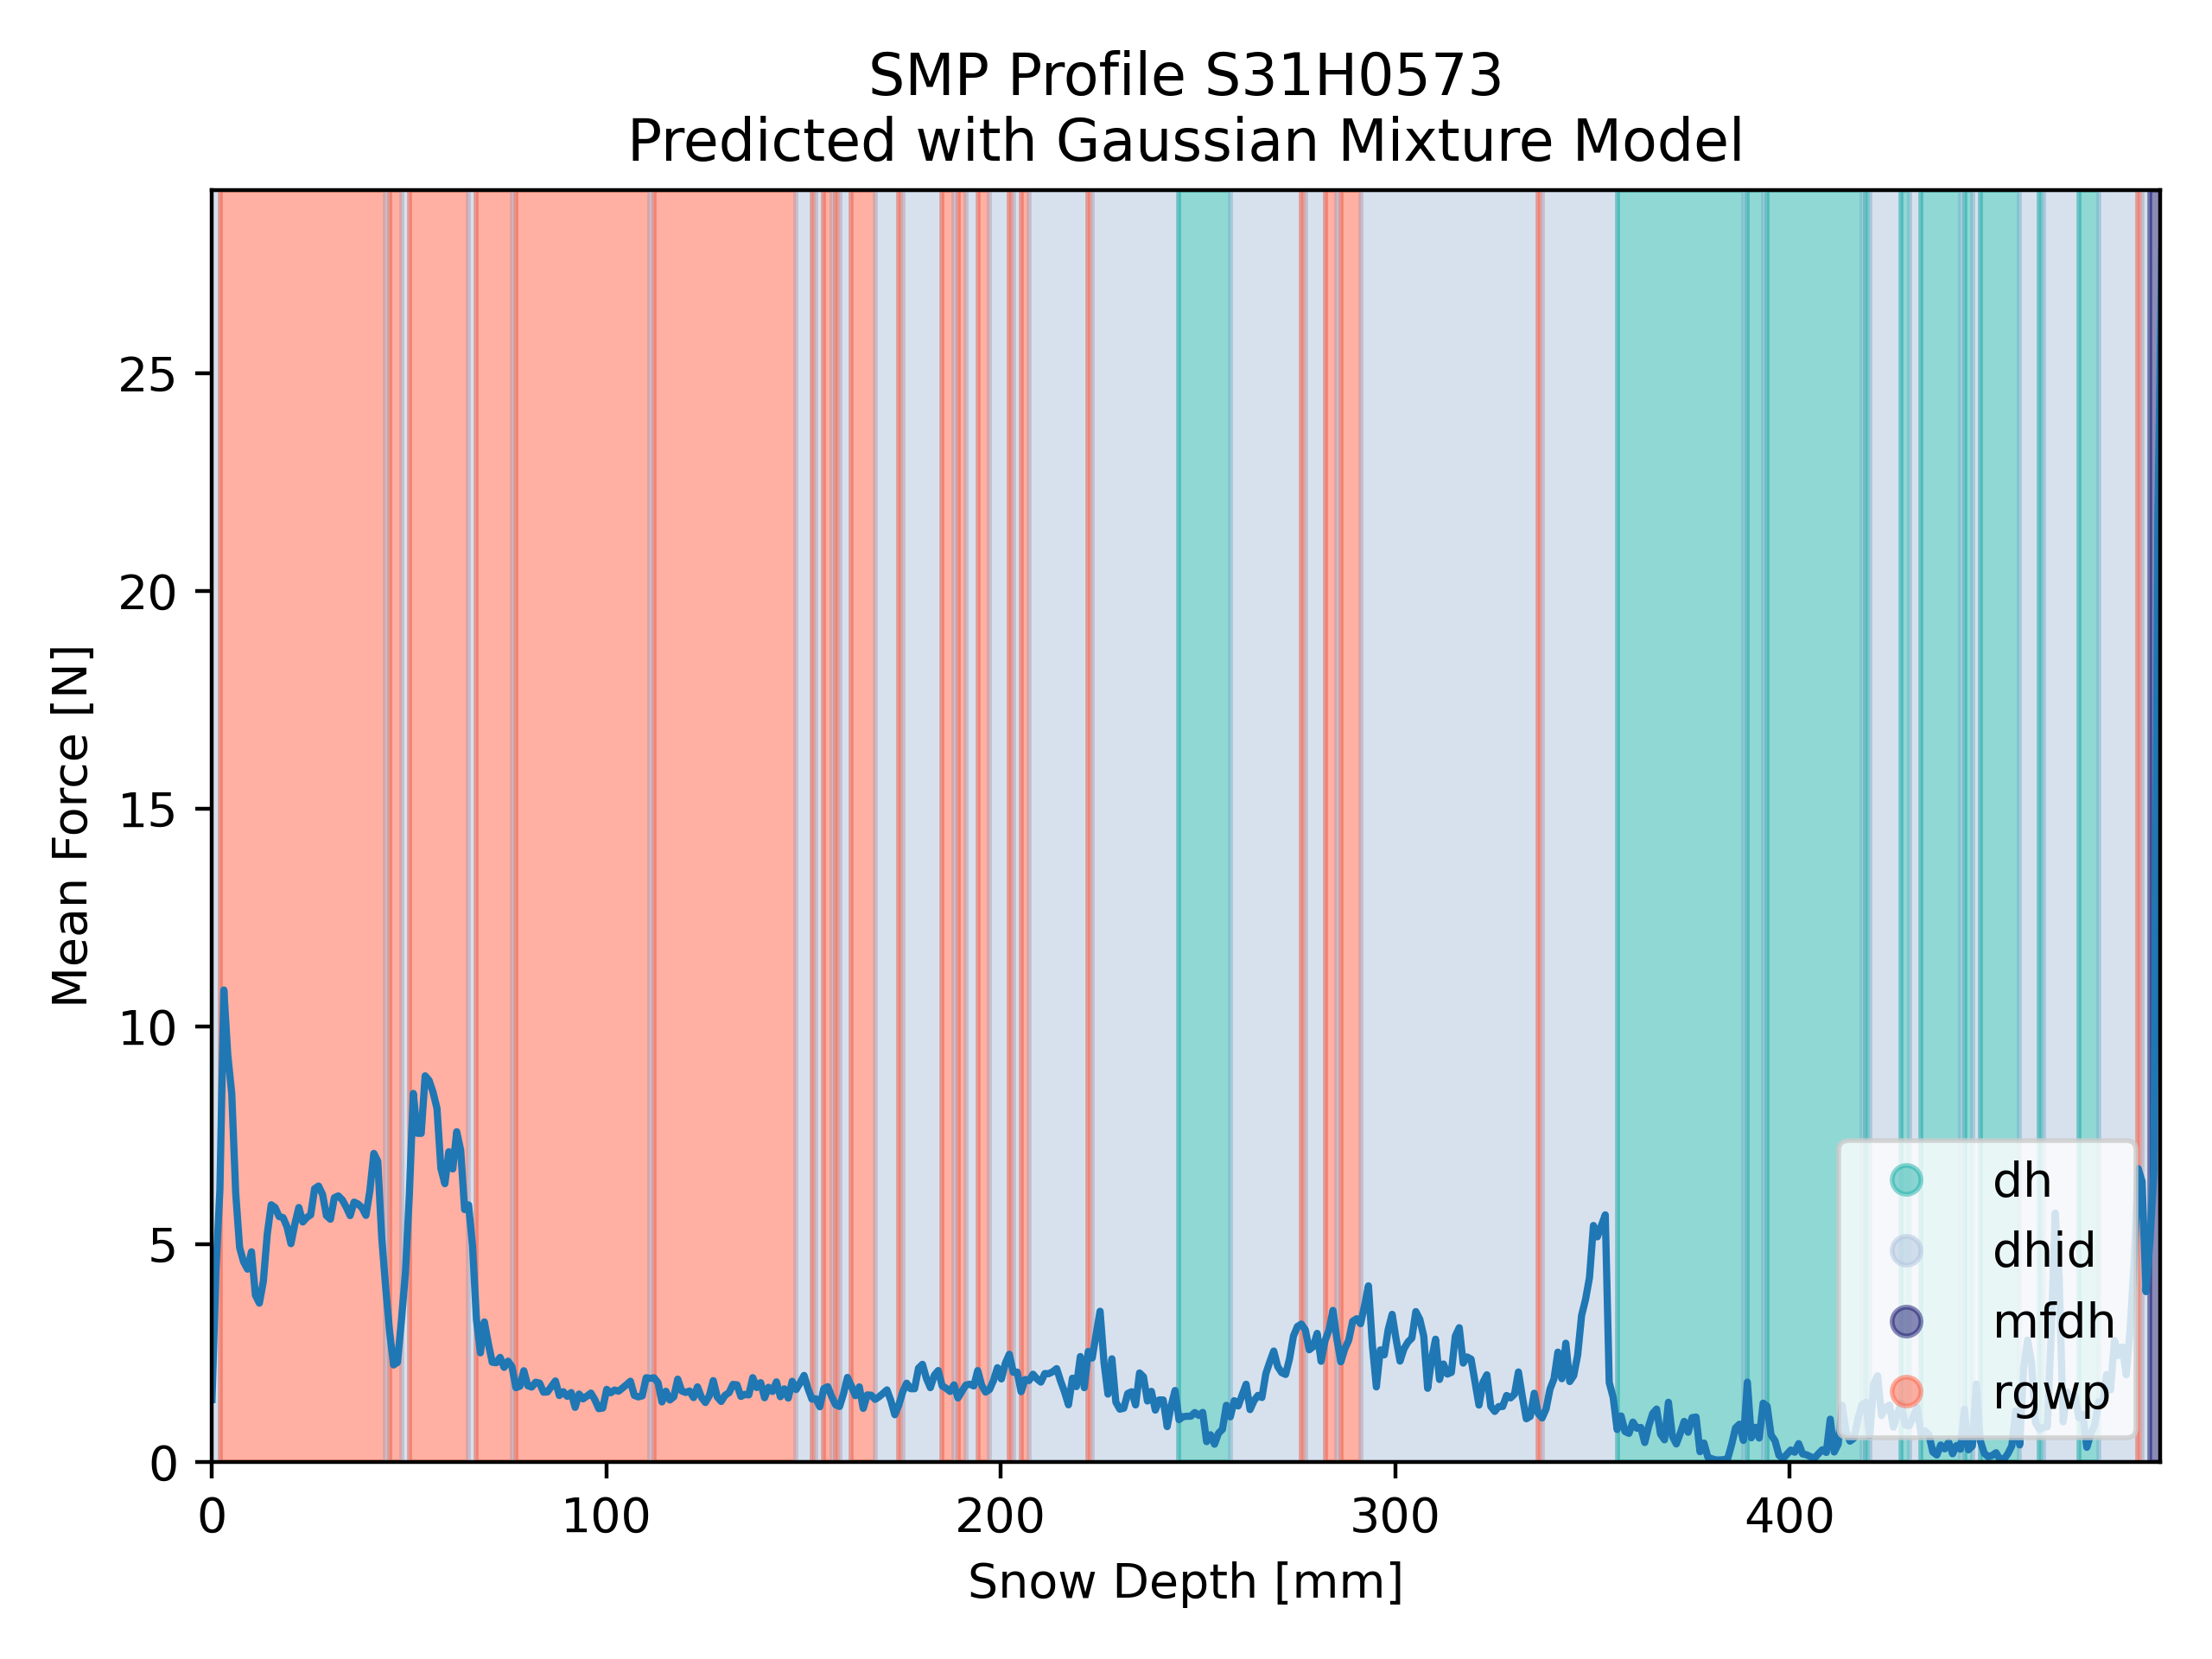 SMP Profile S31H0573
Predicted with Gaussian Mixture Model
Mean Force [N]
25
20
15
10
5
0
0 100 200 300 400
Snow Depth [mm]
dh
dhid
mfdh
rgwp